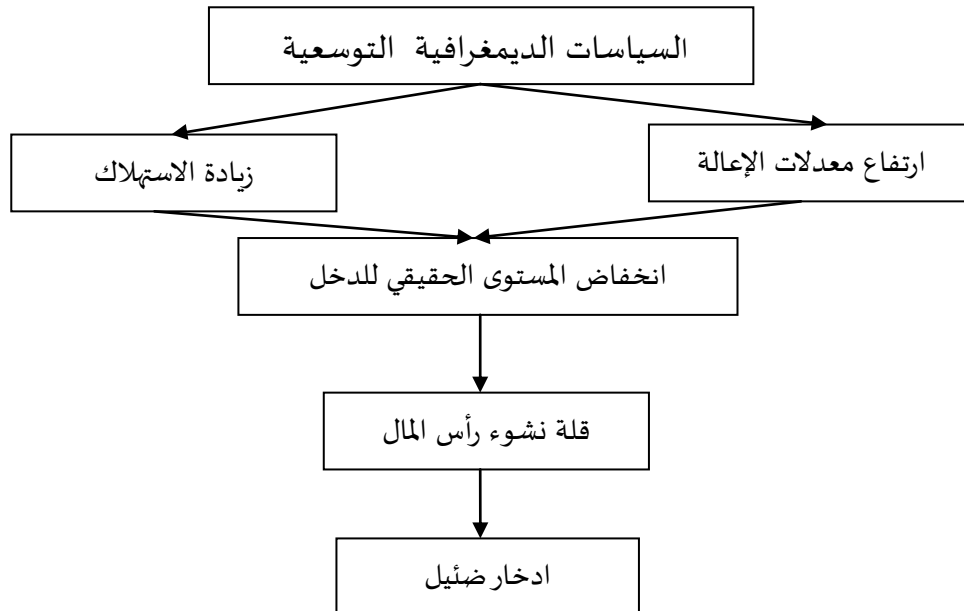 السياسات الديمغرافية التوسعية
ارتفاع معدلات الإعالة
زيادة الاستهلاك
انخفاض المستوى الحقيقي للدخل
قلة نشوء رأس المال
ادخار ضئيل